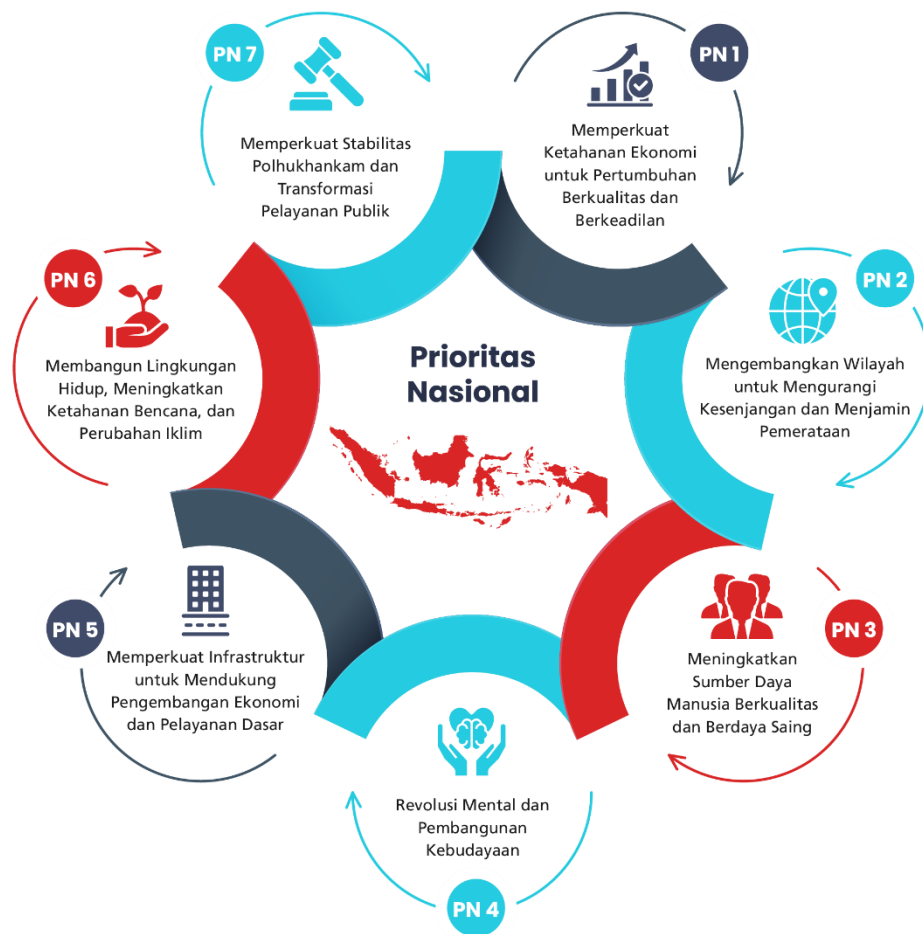 Prioritas
Nasional
PN 1
Memperkuat
Ketahanan Ekonomi
untuk Pertumbuhan
Berkualitas dan
Berkeadilan
PN 2
Mengembangkan Wilayah
untuk Mengurangi
Kesenjangan dan Menjamin
Pemerataan
PN 3
Meningkatkan
Sumber Daya
Manusia Berkualitas
dan Berdaya Saing
PN 4
Revolusi Mental dan
Pembangunan
Kebudayaan
PN 5
Memperkuat Infrastruktur
untuk Mendukung
Pengembangan Ekonomi
dan Pelayanan Dasar
PN 6
Membangun Lingkungan
Hidup, Meningkatkan
Ketahanan Bencana, dan
Perubahan Iklim
PN 7
Memperkuat Stabilitas
Polhukhankam dan
Transformasi
Pelayanan Publik